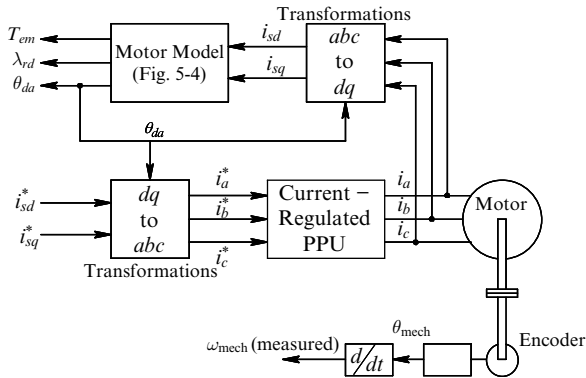 Transformations
T_em
λ_rd
θ_da
Motor Model
(Fig. 5-4)
i_sd
i_sq
abc
to
dq
θ_da
i*_sd
i*_sq
dq
to
abc
Transformations
i*_a
i*_b
i*_c
Current –
Regulated
PPU
i_a
i_b
i_c
Motor
ω_mech (measured)
d/dt
θ_mech
Encoder